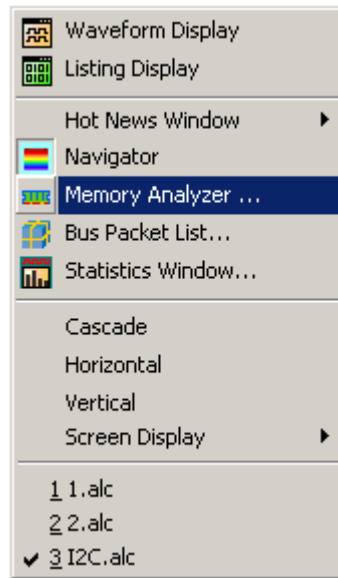 Waveform Display
Listing Display
Hot News Window
Navigator
Memory Analyzer ...
Bus Packet List...
Statistics Window...
Cascade
Horizontal
Vertical
Screen Display
1 1.alc
2 2.alc
3 I2C.alc